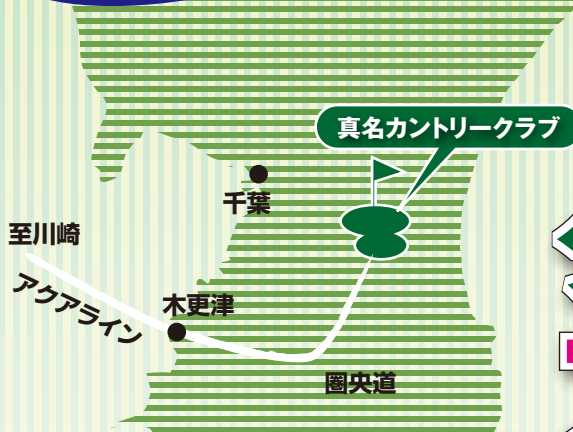 真名カントリークラブ
千葉
至川崎
アクアライン
木更津
圏央道